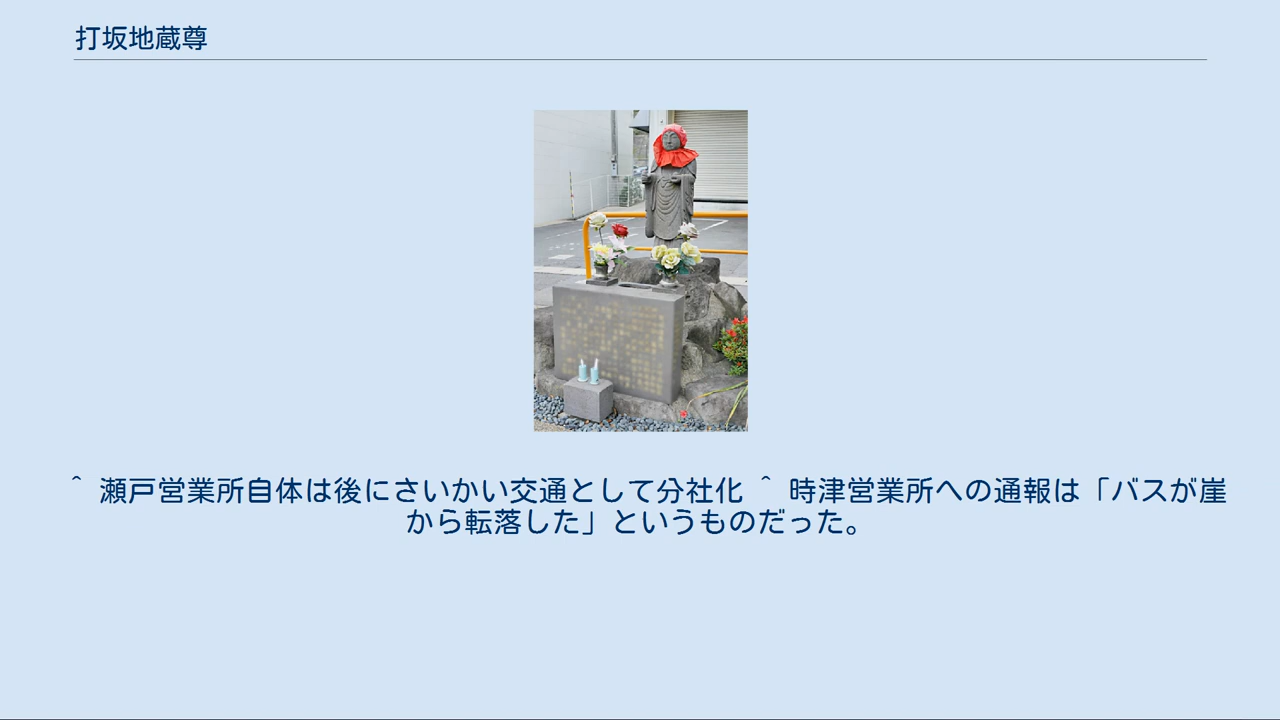 打坂地蔵尊
^ 瀬戸営業所自体は後にさいかい交通として分社化 ^ 時津営業所への通報は「バスが崖
から転落した」というものだった。